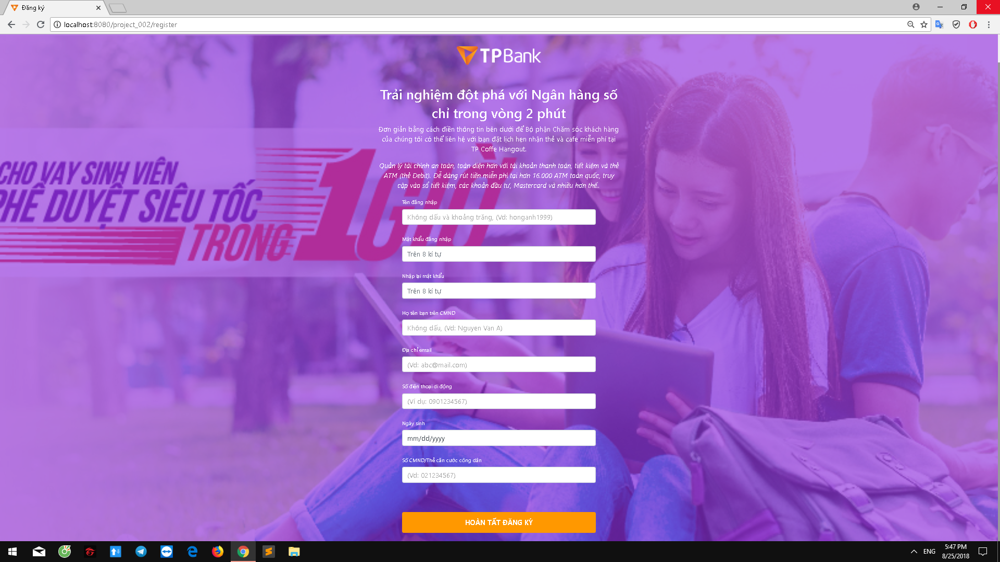 Đăng ký
localhost:8080/project_002/register
TPBank
Trải nghiệm đột phá với Ngân hàng số
chỉ trong vòng 2 phút
Đơn giản bằng cách điền thông tin bên dưới để Bộ phận Chăm sóc khách hàng
của chúng tôi có thể liên hệ với bạn đặt lịch hẹn nhận thẻ và cafe miễn phí tại
TP Coffe Hangout.
Quản lý tài chính an toàn, toàn diện hơn với tài khoản thanh toán, tiết kiệm và thẻ
ATM (thẻ Debit). Dễ dàng rút tiền miễn phí tại hơn 16.000 ATM toàn quốc, truy
cập vào sổ tiết kiệm, các khoản đầu tư, Mastercard và nhiều hơn thế..
CHO VAY SINH VIÊN
PHÊ DUYỆT SIÊU TỐC
TRONG 1GIỜ
Tên đăng nhập
Không dấu và khoảng trắng, (Vd: honganh1999)
Mật khẩu đăng nhập
Trên 8 kí tự
Nhập lại mật khẩu
Trên 8 kí tự
Họ tên bạn trên CMND
Không dấu, (Vd: Nguyen Van A)
Địa chỉ email
(Vd: abc@mail.com)
Số điện thoại di động
(Ví dụ: 0901234567)
Ngày sinh
mm/dd/yyyy
Số CMND/Thẻ căn cước công dân
(Vd: 021234567)
HOÀN TẤT ĐĂNG KÝ
ENG
5:47 PM
8/25/2018